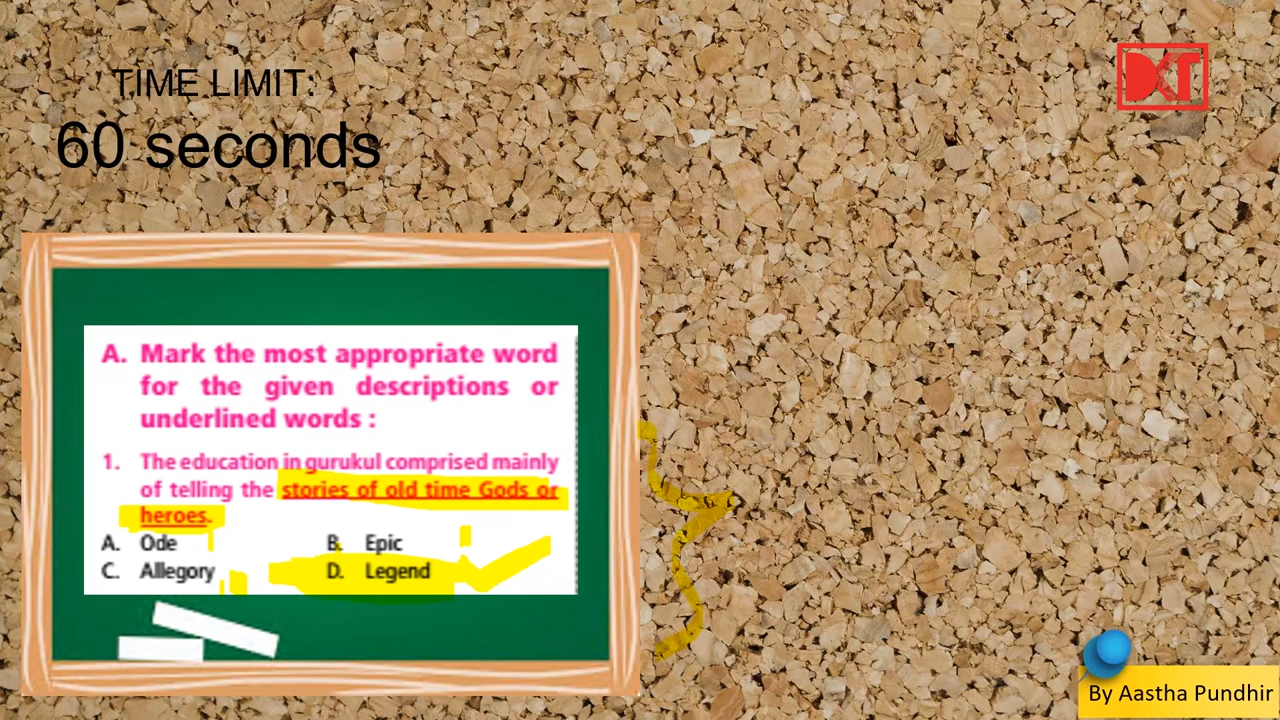 TIME LIMIT:
60 seconds
DKT
A. Mark the most appropriate word
for the given descriptions or
underlined words :
1. The education in gurukul comprised mainly
of telling the stories of old time Gods or
heroes.
A. Ode B. Epic
C. Allegory D. Legend
By Aastha Pundhir